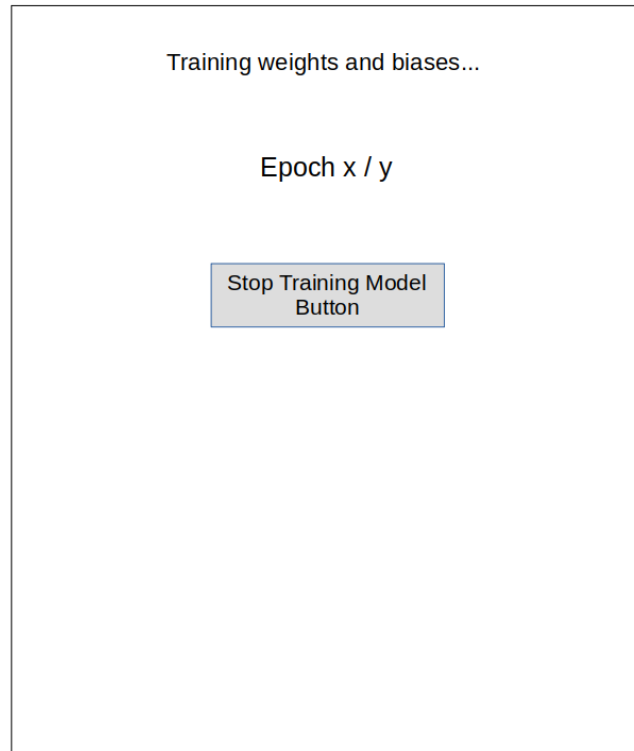 Training weights and biases...
Epoch x / y
Stop Training Model
Button